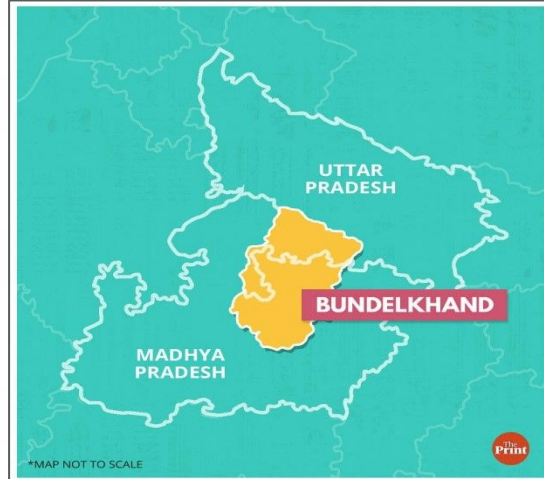 UTTAR
PRADESH
BUNDELKHAND
MADHYA
PRADESH
The
Print
*MAP NOT TO SCALE